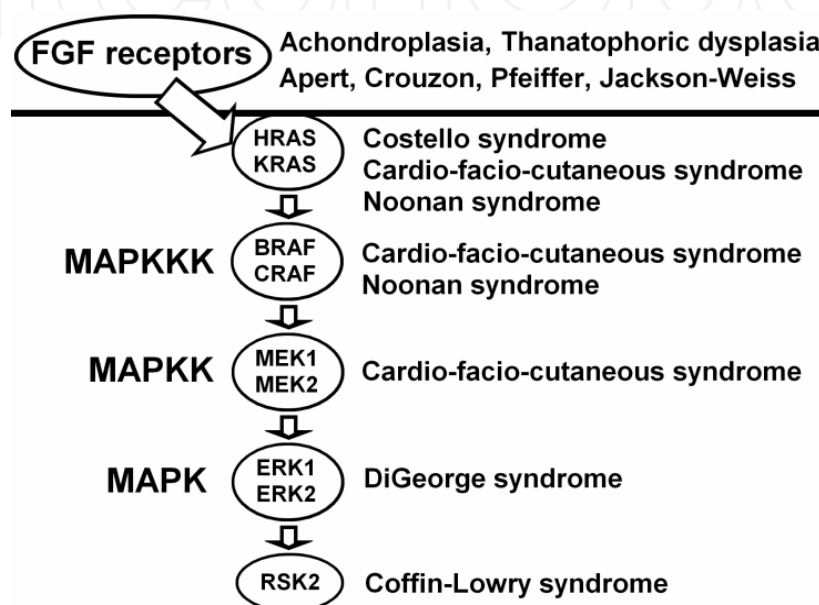 FGF receptors
Achondroplasia, Thanatophoric dysplasia
Apert, Crouzon, Pfeiffer, Jackson-Weiss
HRAS
KRAS
Costello syndrome
Cardio-facio-cutaneous syndrome
Noonan syndrome
MAPKKK
BRAF
CRAF
Cardio-facio-cutaneous syndrome
Noonan syndrome
MAPKK
MEK1
MEK2
Cardio-facio-cutaneous syndrome
MAPK
ERK1
ERK2
DiGeorge syndrome
RSK2
Coffin-Lowry syndrome